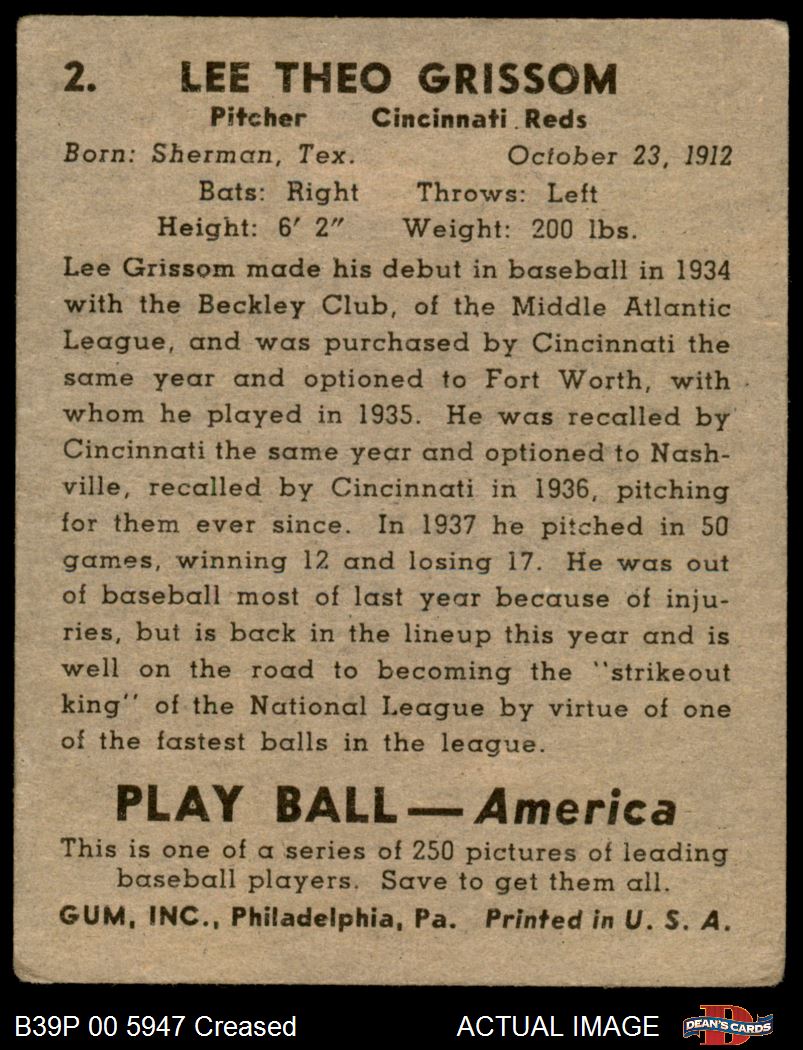 2. LEE THEO GRISSOM
Pitcher Cincinnati Reds
Born: Sherman, Tex. October 23, 1912
Bats: Right Throws: Left
Height: 6′ 2″ Weight: 200 lbs.
Lee Grissom made his debut in baseball in 1934
with the Beckley Club, of the Middle Atlantic
League, and was purchased by Cincinnati the
same year and optioned to Fort Worth, with
whom he played in 1935. He was recalled by
Cincinnati the same year and optioned to Nash-
ville, recalled by Cincinnati in 1936, pitching
for them ever since. In 1937 he pitched in 50
games, winning 12 and losing 17. He was out
of baseball most of last year because of inju-
ries, but is back in the lineup this year and is
well on the road to becoming the "strikeout
king" of the National League by virtue of one
of the fastest balls in the league.
PLAY BALL — America
This is one of a series of 250 pictures of leading
baseball players. Save to get them all.
GUM, INC., Philadelphia, Pa. Printed in U. S. A.
B39P 00 5947 Creased ACTUAL IMAGE D DEAN'S CARDS